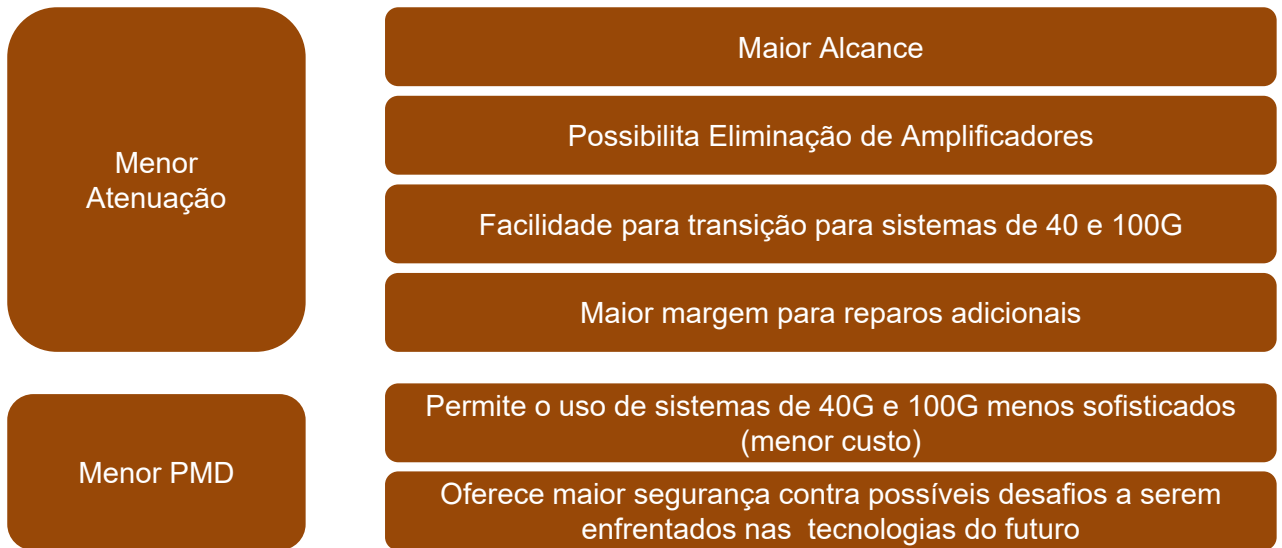 Menor
Atenuação
Maior Alcance
Possibilita Eliminação de Amplificadores
Facilidade para transição para sistemas de 40 e 100G
Maior margem para reparos adicionais
Menor PMD
Permite o uso de sistemas de 40G e 100G menos sofisticados
(menor custo)
Oferece maior segurança contra possíveis desafios a serem
enfrentados nas  tecnologias do futuro